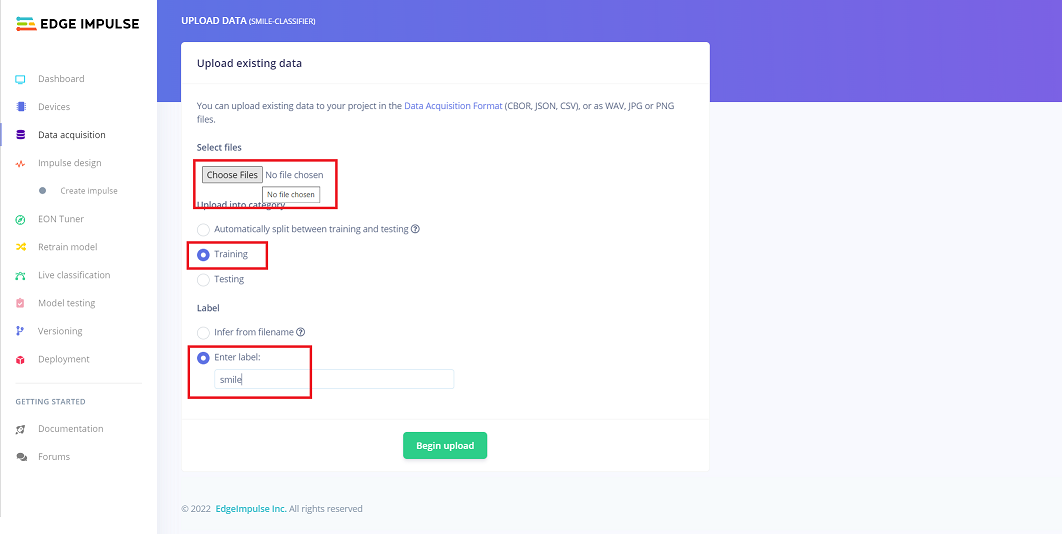 EDGE IMPULSE
Dashboard
Devices
Data acquisition
Impulse design
Create impulse
EON Tuner
Retrain model
Live classification
Model testing
Versioning
Deployment
GETTING STARTED
Documentation
Forums
UPLOAD DATA (SMILE-CLASSIFIER)
Upload existing data
You can upload existing data to your project in the Data Acquisition Format (CBOR, JSON, CSV), or as WAV, JPG or PNG
files.
Select files
Choose Files No file chosen
No file chosen
Upload into category
Automatically split between training and testing ?
Training
Testing
Label
Infer from filename ?
Enter label:
smile
Begin upload
© 2022 EdgeImpulse Inc. All rights reserved